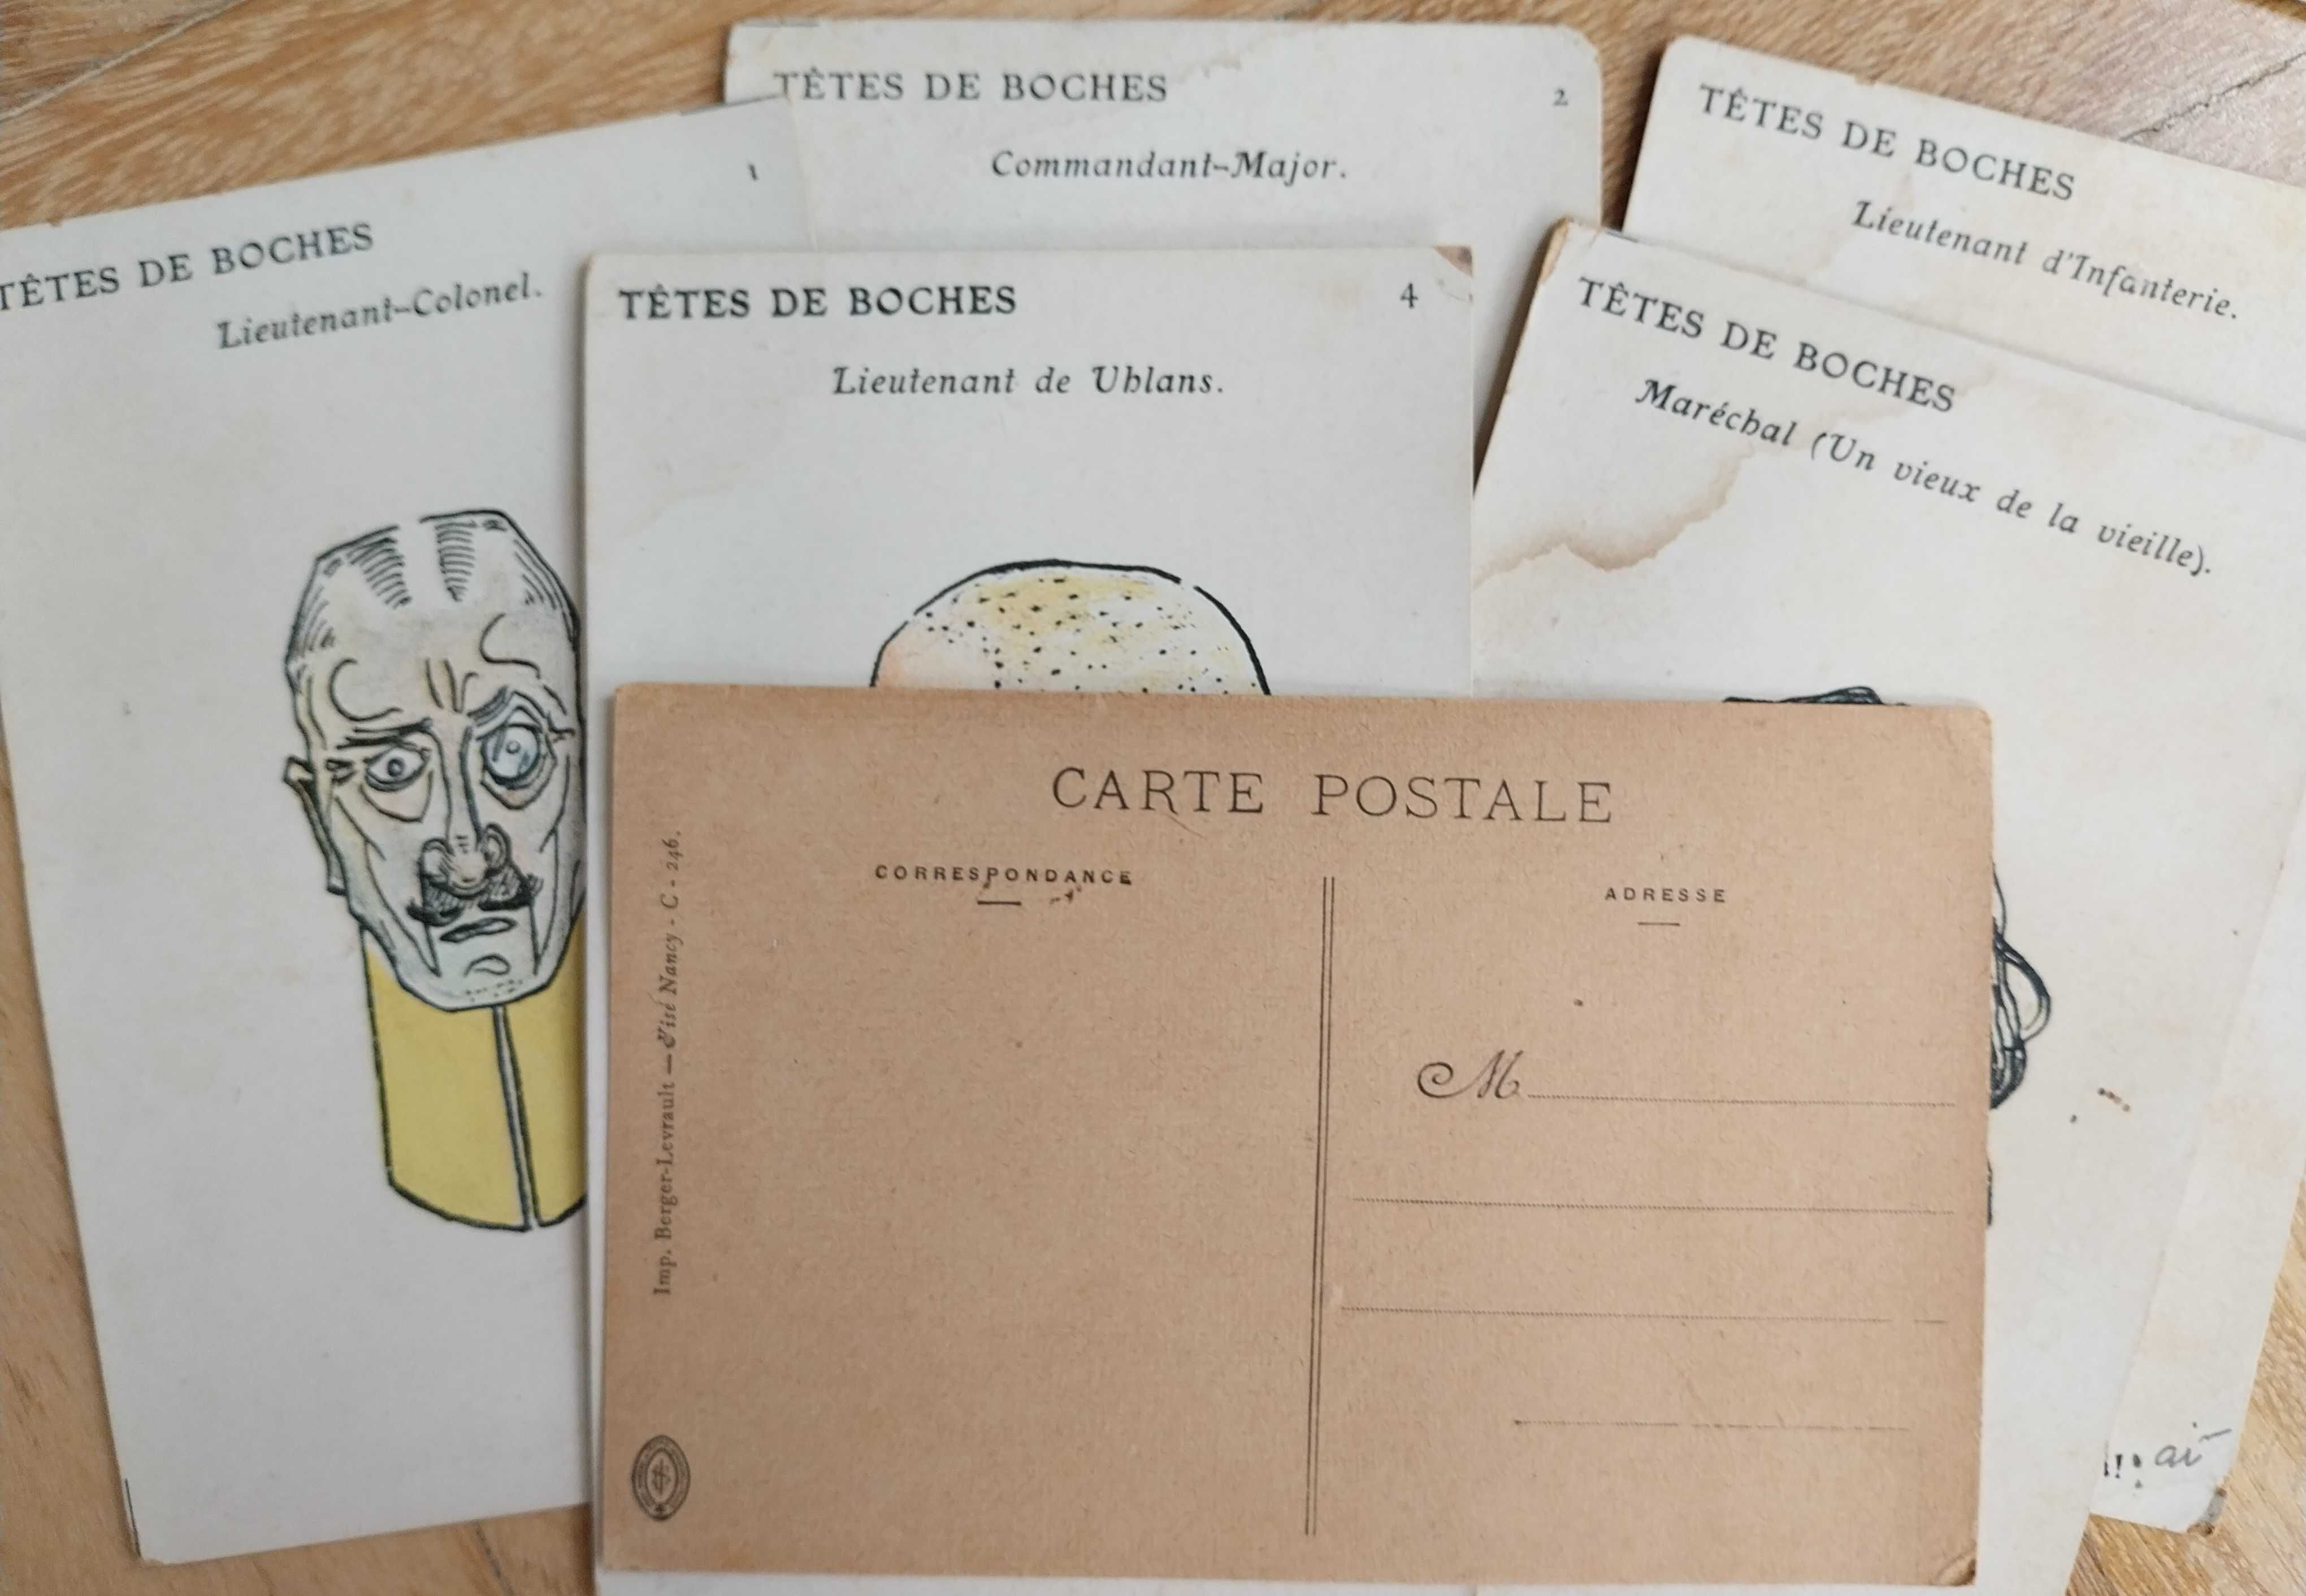 TÊTES DE BOCHES
1
Lieutenant-Colonel.
TÊTES DE BOCHES
2
Commandant-Major.
TÊTES DE BOCHES
Lieutenant d'Infanterie.
TÊTES DE BOCHES
4
Lieutenant de Uhlans.
TÊTES DE BOCHES
Maréchal (Un vieux de la vieille).
CARTE POSTALE
CORRESPONDANCE
ADRESSE
M
Imp. Berger-Levrault — Visé Nancy - C - 246.